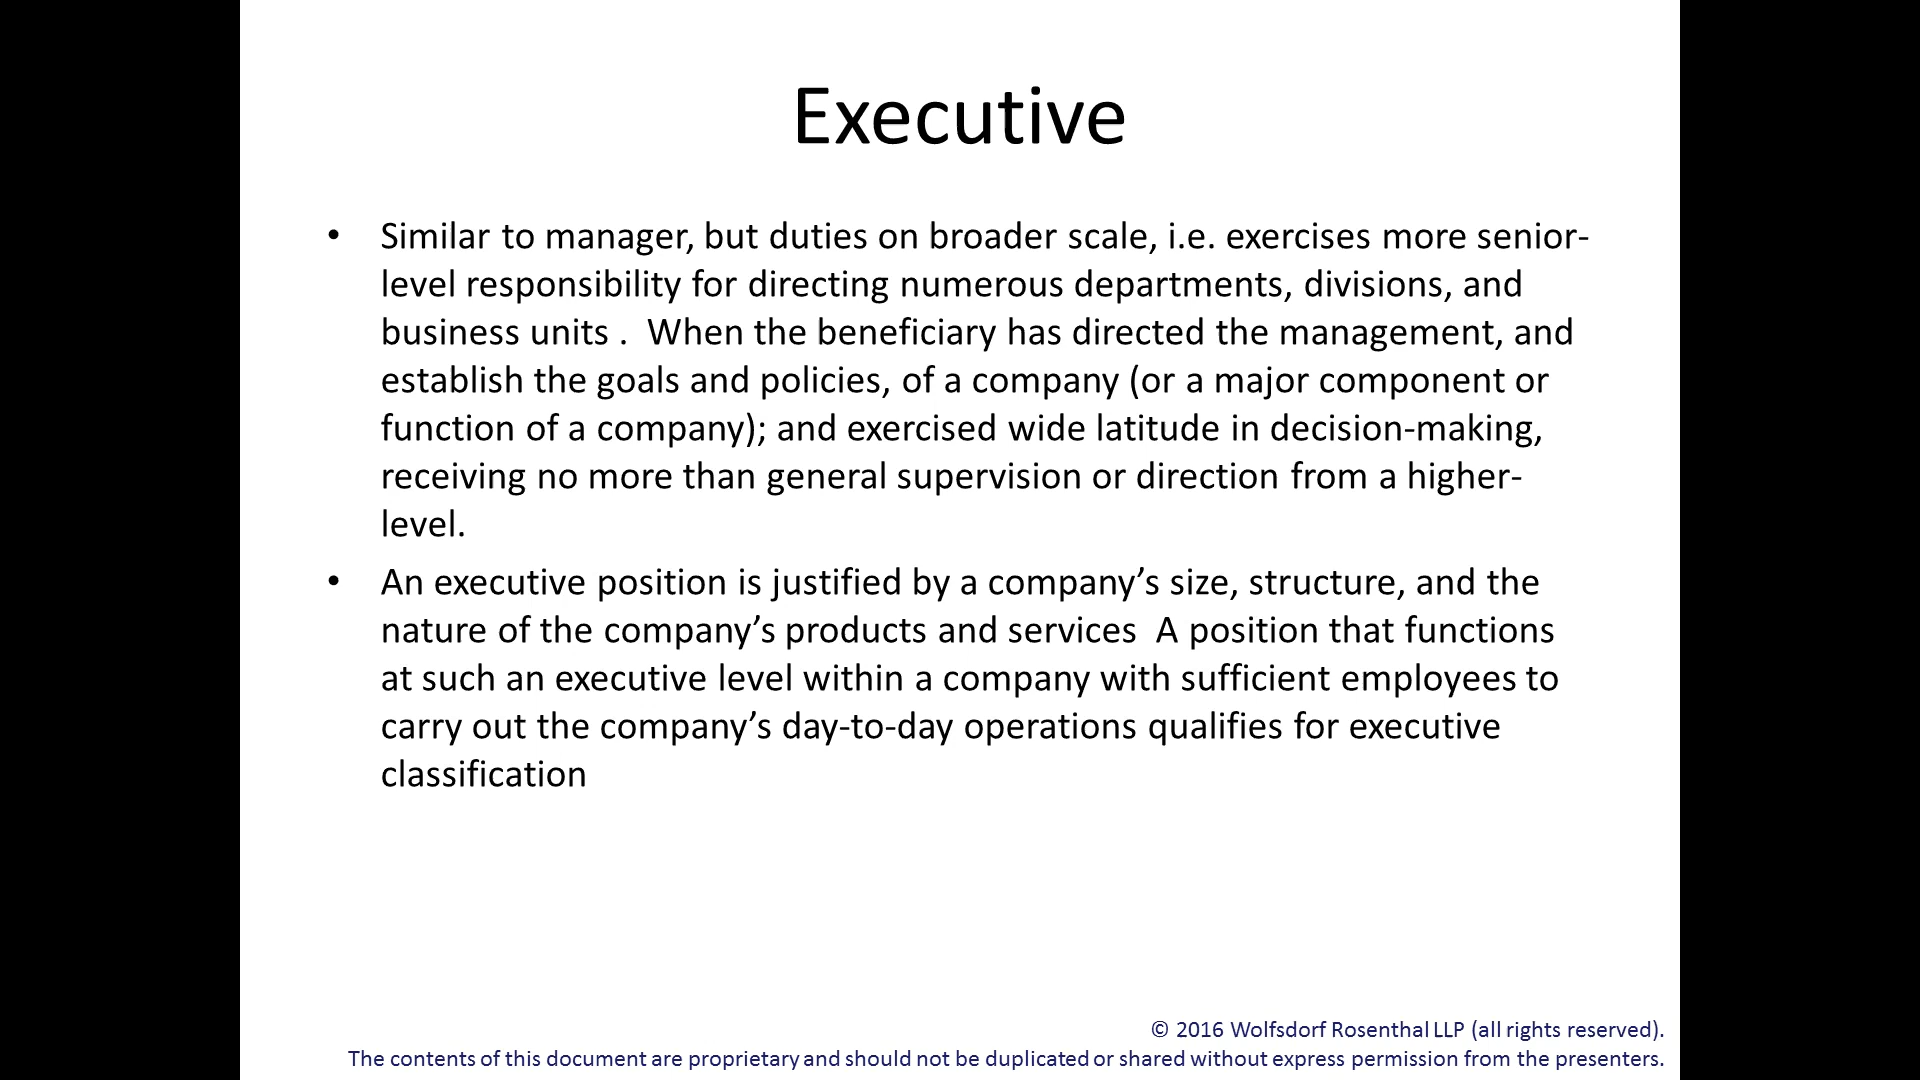 Executive
• Similar to manager, but duties on broader scale, i.e. exercises more senior-
level responsibility for directing numerous departments, divisions, and
business units .  When the beneficiary has directed the management, and
establish the goals and policies, of a company (or a major component or
function of a company); and exercised wide latitude in decision-making,
receiving no more than general supervision or direction from a higher-
level.
• An executive position is justified by a company’s size, structure, and the
nature of the company’s products and services  A position that functions
at such an executive level within a company with sufficient employees to
carry out the company’s day-to-day operations qualifies for executive
classification
© 2016 Wolfsdorf Rosenthal LLP (all rights reserved).
The contents of this document are proprietary and should not be duplicated or shared without express permission from the presenters.